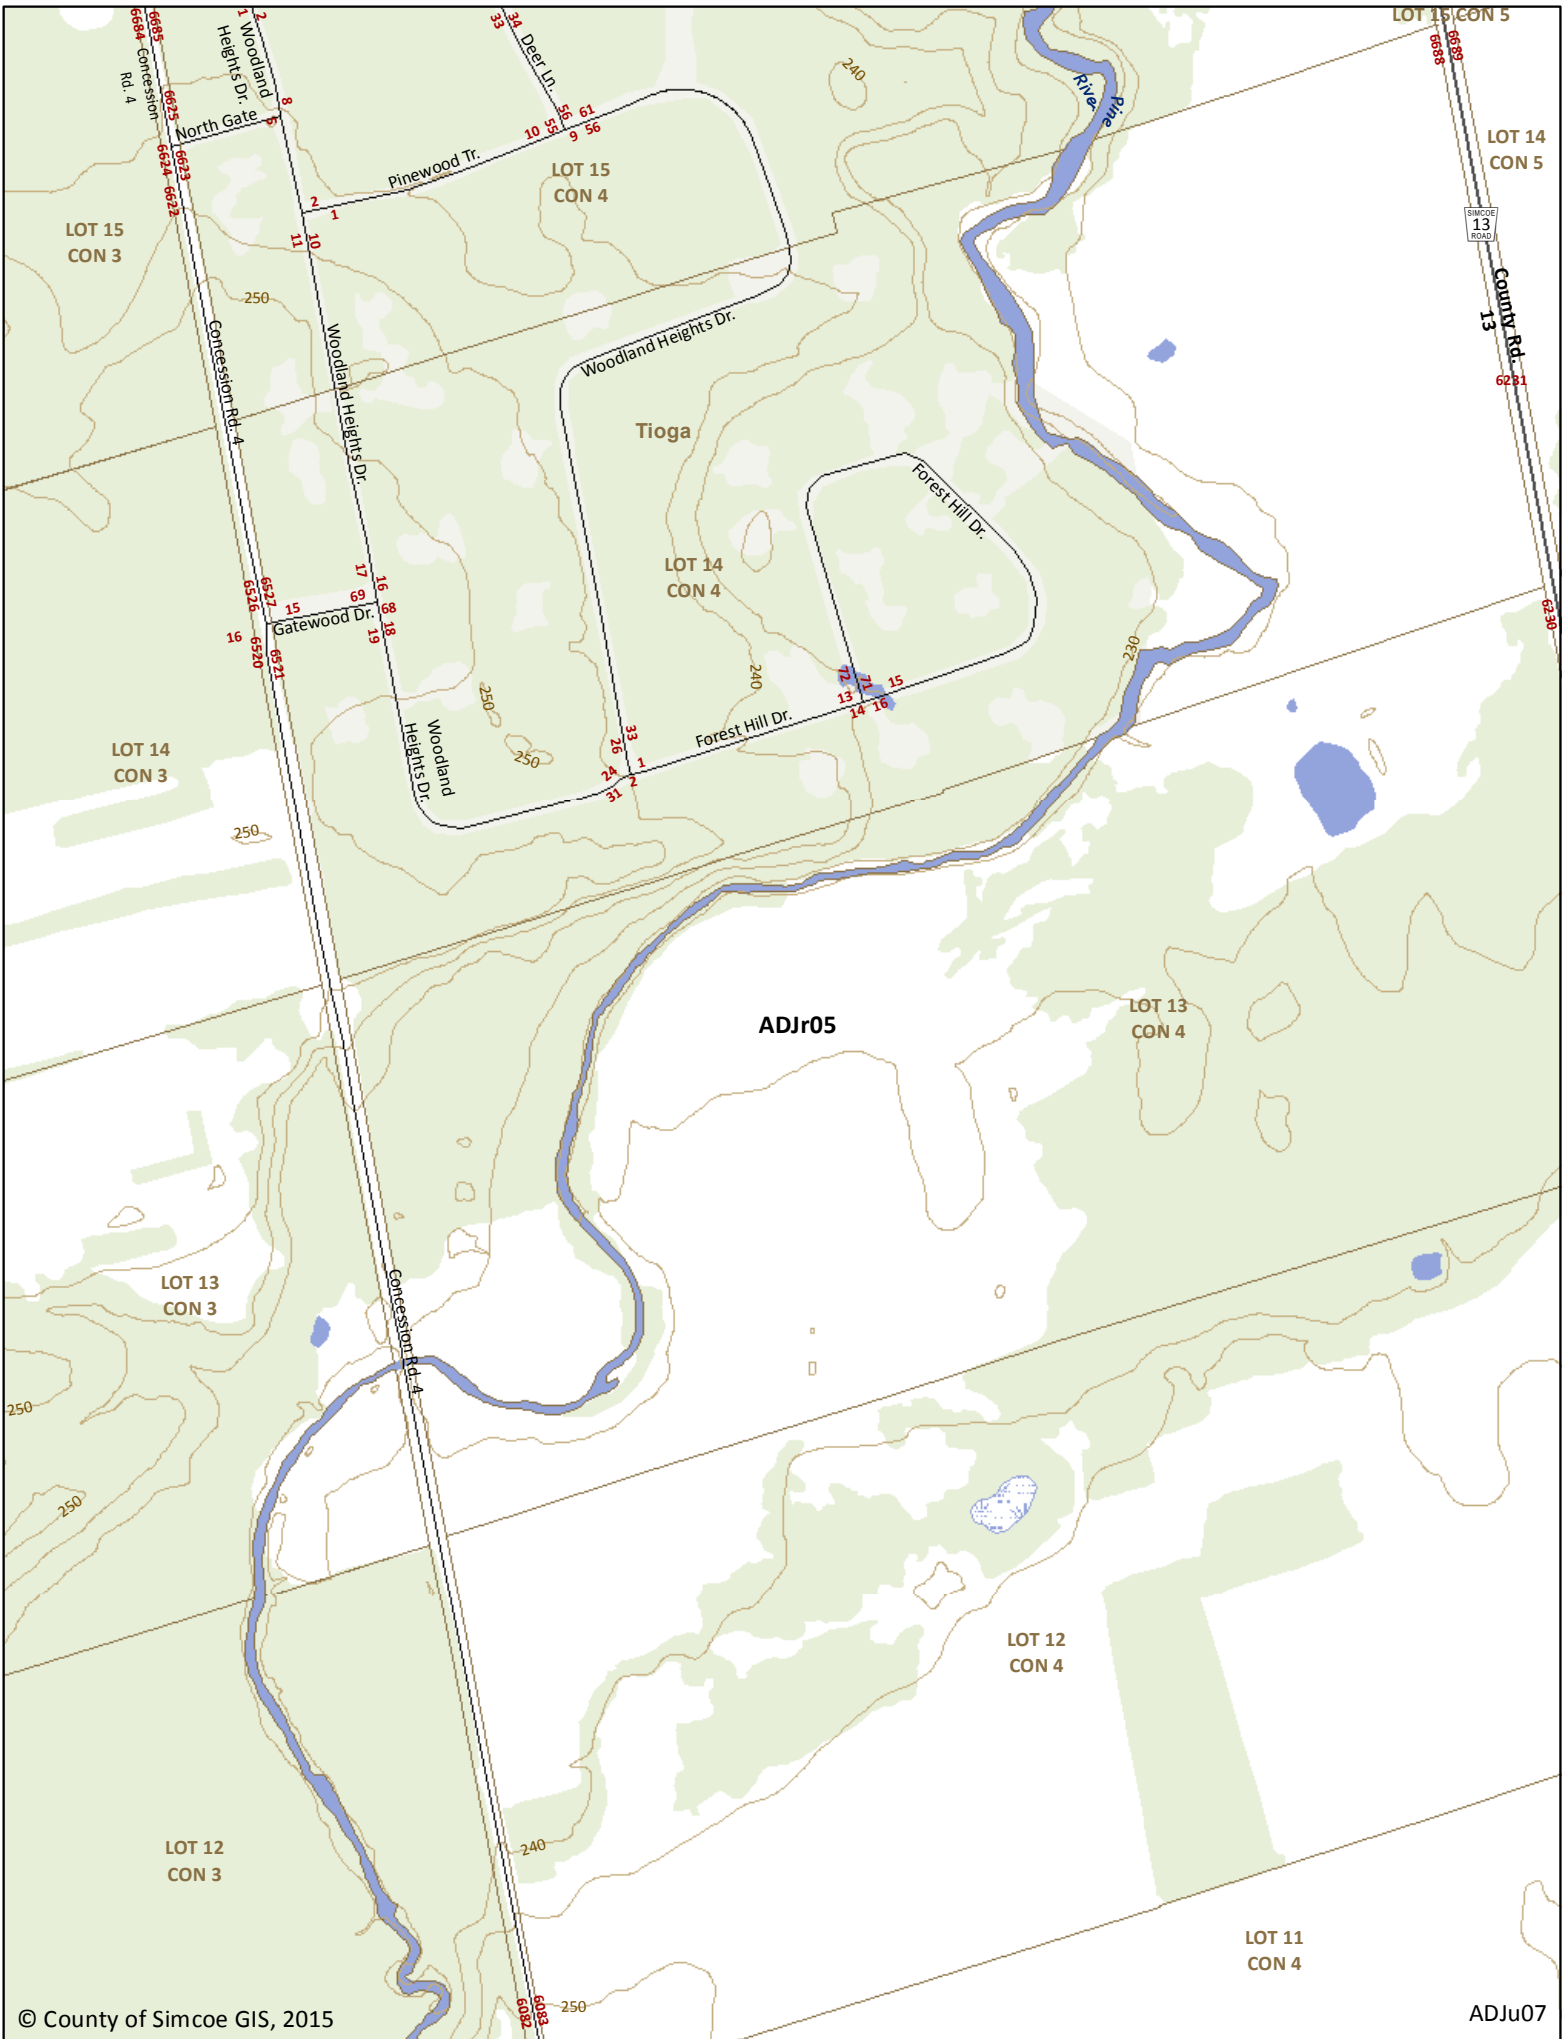 LOT 15 CON 5
6684
6685
Concession
Rd. 4
1
2
Woodland
Heights Dr.
33
34
Deer Ln.
240
River
Pine
6688
6689
6625
North Gate
8
6
10
55
56
61
9
56
6624
6623
6622
Pinewood Tr.
LOT 15
CON 4
LOT 14
CON 5
2
1
11
10
LOT 15
CON 3
SIMCOE
13
ROAD
County Rd.
13
250
Concession Rd. 4
Woodland Heights Dr.
Woodland Heights Dr.
6231
Tioga
Forest Hill Dr.
LOT 14
CON 4
17
16
6526
6527
15
69
68
Gatewood Dr.
16
6520
6521
19
18
6230
230
240
72
71
13
15
14
16
250
Woodland
Heights Dr.
Forest Hill Dr.
33
26
1
24
2
31
250
LOT 14
CON 3
250
LOT 13
CON 4
ADJr05
LOT 13
CON 3
Concession Rd. 4
250
250
LOT 12
CON 4
LOT 12
CON 3
240
LOT 11
CON 4
6082
6083
250
© County of Simcoe GIS, 2015
ADJu07